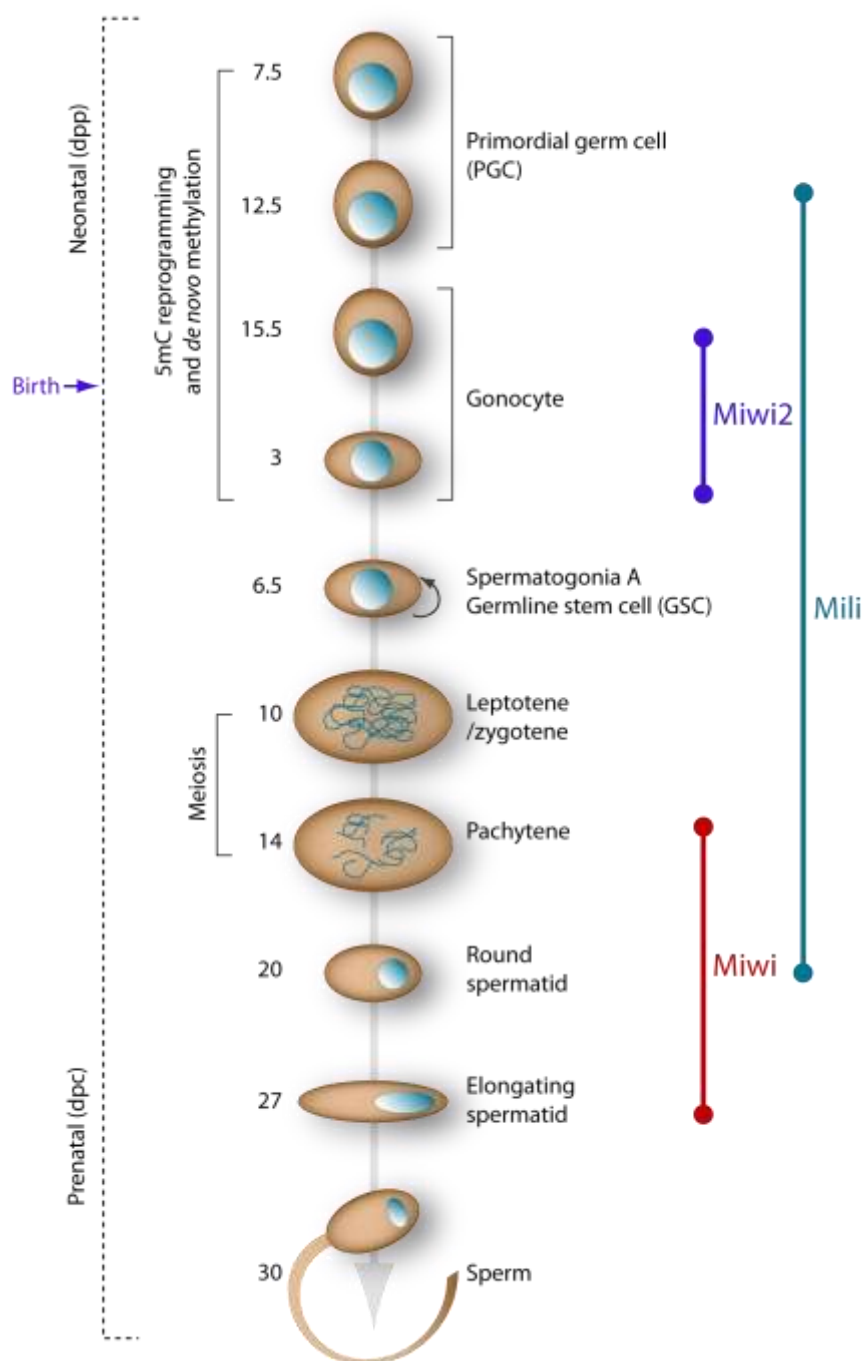 7.5
Primordial germ cell
(PGC)
Neonatal (dpp)
5mC reprogramming
and de novo methylation
12.5
15.5
Birth
Gonocyte
Miwi2
3
6.5
Spermatogonia A
Germline stem cell (GSC)
Mili
10
Leptotene
/zygotene
Meiosis
14
Pachytene
20
Round
spermatid
Miwi
Prenatal (dpc)
27
Elongating
spermatid
30
Sperm